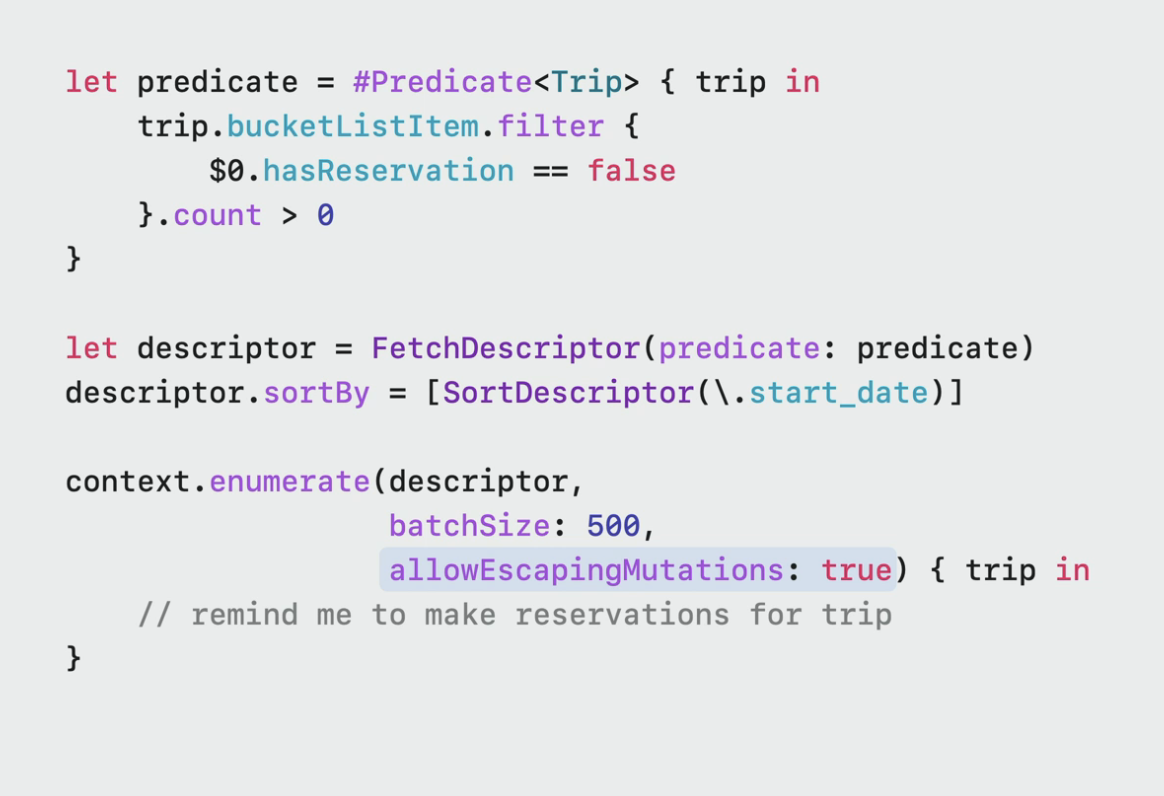 let predicate = #Predicate<Trip> { trip in
    trip.bucketListItem.filter {
        $0.hasReservation == false
    }.count > 0
}

let descriptor = FetchDescriptor(predicate: predicate)
descriptor.sortBy = [SortDescriptor(\.start_date)]

context.enumerate(descriptor,
                  batchSize: 500,
                  allowEscapingMutations: true) { trip in
    // remind me to make reservations for trip
}